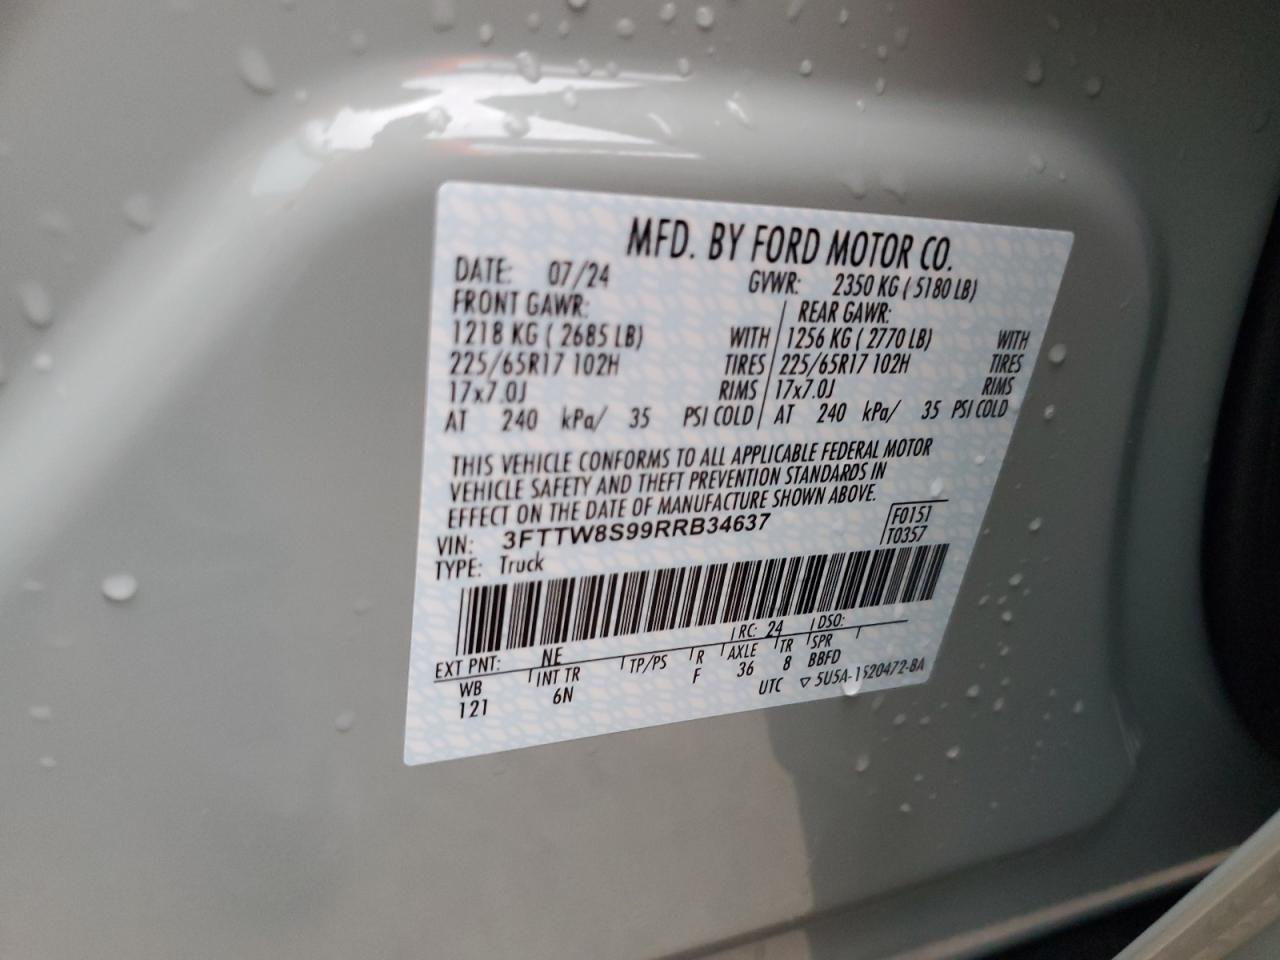 MFD. BY FORD MOTOR CO.
DATE: 07/24 GVWR: 2350 KG ( 5180 LB)
FRONT GAWR: REAR GAWR:
1218 KG ( 2685 LB) WITH 1256 KG ( 2770 LB) WITH
225/65R17 102H TIRES 225/65R17 102H TIRES
17x7.0J RIMS 17x7.0J RIMS
AT 240 kPa/ 35 PSI COLD AT 240 kPa/ 35 PSI COLD
THIS VEHICLE CONFORMS TO ALL APPLICABLE FEDERAL MOTOR
VEHICLE SAFETY AND THEFT PREVENTION STANDARDS IN
EFFECT ON THE DATE OF MANUFACTURE SHOWN ABOVE.
VIN: 3FTTW8S99RRB34637 F0151
TYPE: Truck T0357
EXT PNT: NE RC: 24 DSO:
WB INT TR TP/PS R AXLE TR SPR
121 6N F 36 8 BBFD
UTC ▽ 5U5A-1520472-BA